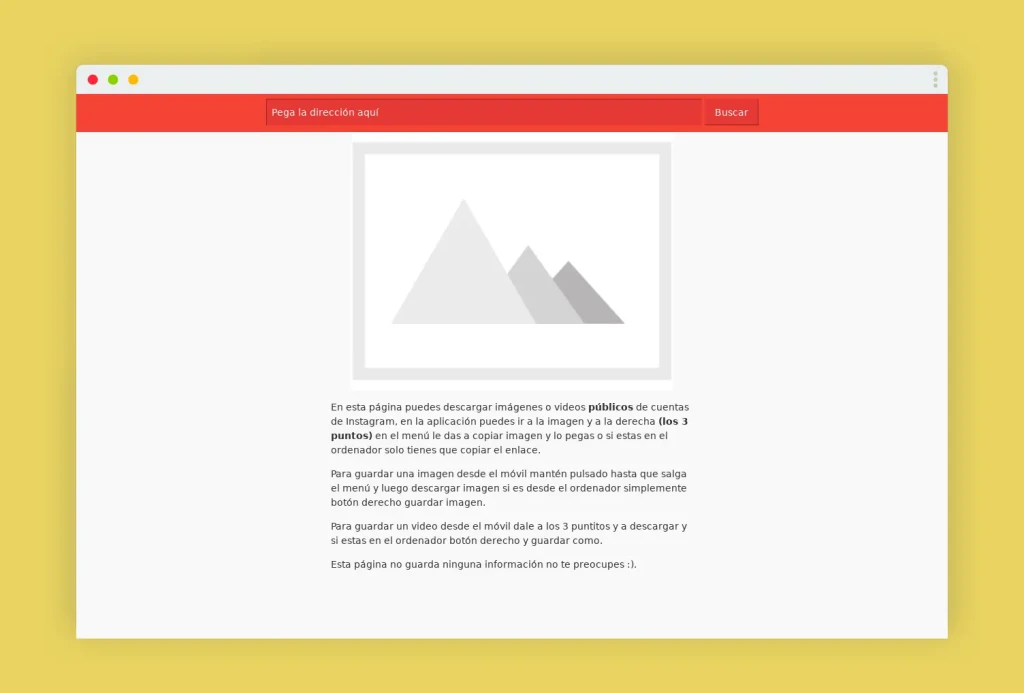 Pega la dirección aquí
Buscar
En esta página puedes descargar imágenes o videos públicos de cuentas
de Instagram, en la aplicación puedes ir a la imagen y a la derecha (los 3
puntos) en el menú le das a copiar imagen y lo pegas o si estas en el
ordenador solo tienes que copiar el enlace.
Para guardar una imagen desde el móvil mantén pulsado hasta que salga
el menú y luego descargar imagen si es desde el ordenador simplemente
botón derecho guardar imagen.
Para guardar un video desde el móvil dale a los 3 puntitos y a descargar y
si estas en el ordenador botón derecho y guardar como.
Esta página no guarda ninguna información no te preocupes :).